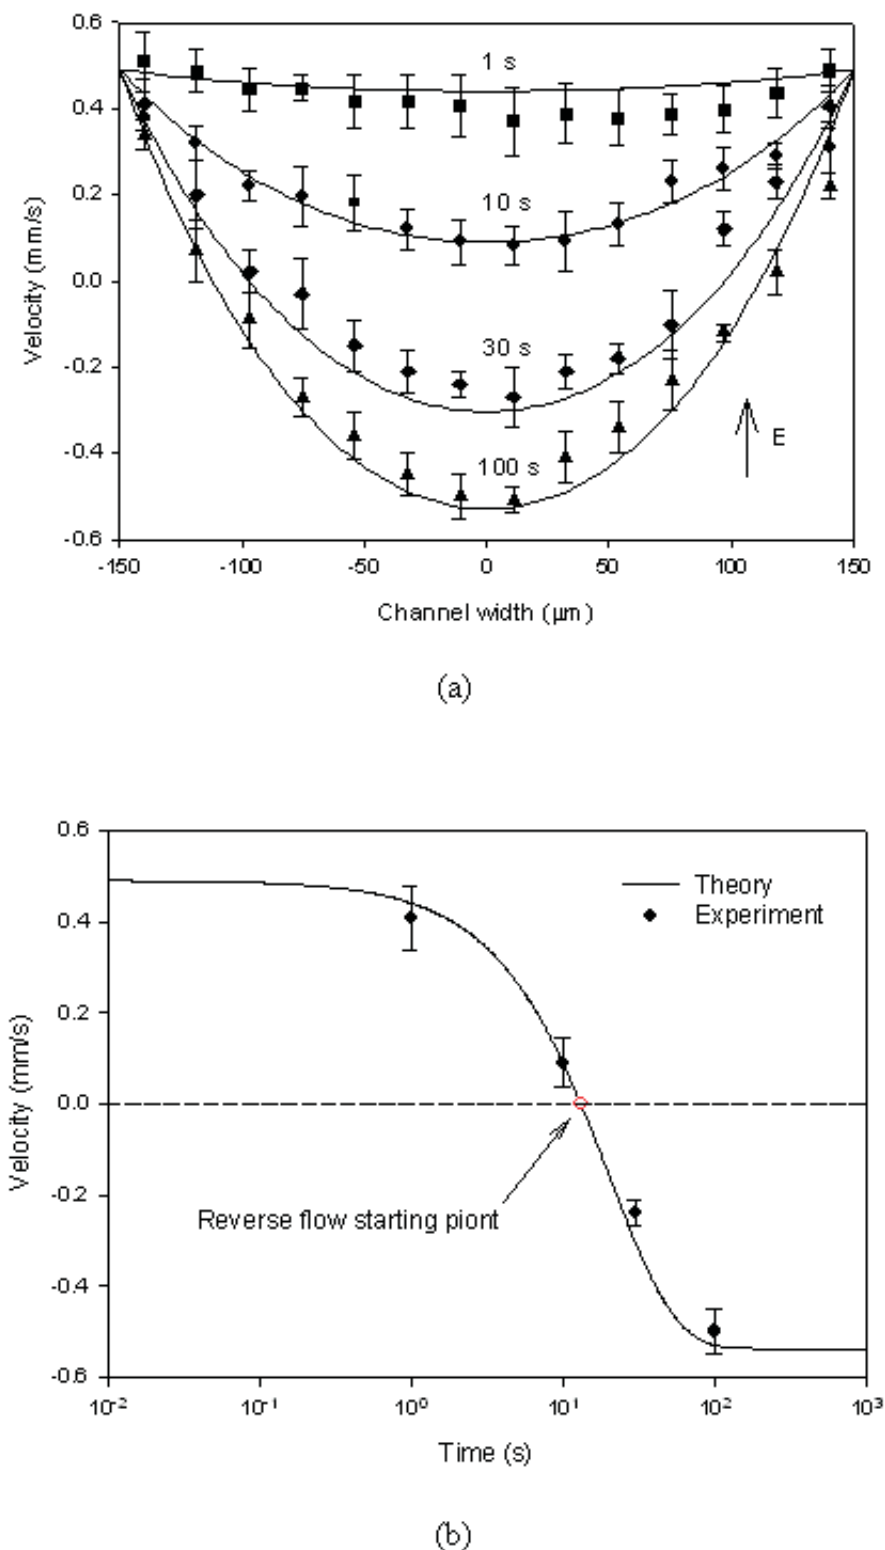 0.6
0.4
0.2
0.0
-0.2
-0.4
-0.6
Velocity (mm/s)
1 s
10 s
30 s
100 s
E
-150 -100 -50 0 50 100 150
Channel width (μm)
(a)
0.6
0.4
0.2
0.0
-0.2
-0.4
-0.6
Velocity (mm/s)
Theory
Experiment
Reverse flow starting piont
10⁻² 10⁻¹ 10⁰ 10¹ 10² 10³
Time (s)
(b)